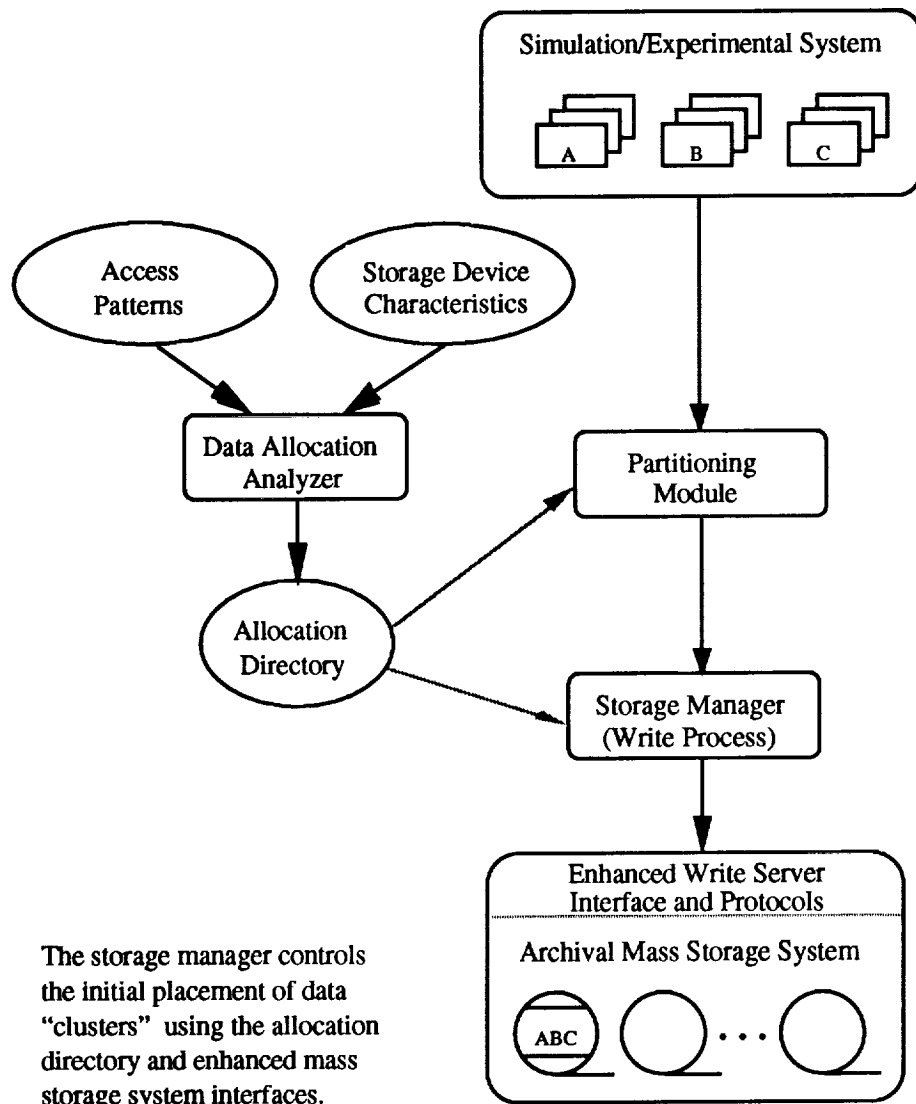 Simulation/Experimental System
A
B
C
Access
Patterns
Storage Device
Characteristics
Data Allocation
Analyzer
Partitioning
Module
Allocation
Directory
Storage Manager
(Write Process)
Enhanced Write Server
Interface and Protocols
Archival Mass Storage System
ABC
The storage manager controls
the initial placement of data
“clusters” using the allocation
directory and enhanced mass
storage system interfaces.